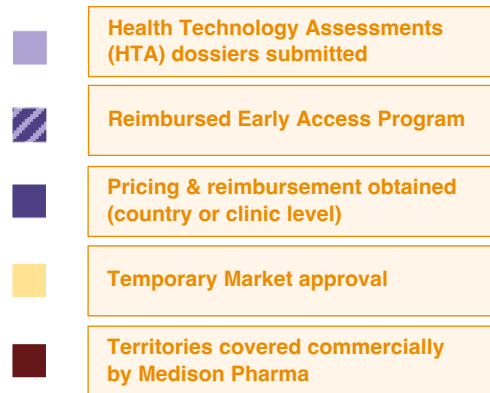 Health Technology Assessments
(HTA) dossiers submitted
Reimbursed Early Access Program
Pricing & reimbursement obtained
(country or clinic level)
Temporary Market approval
Territories covered commercially
by Medison Pharma